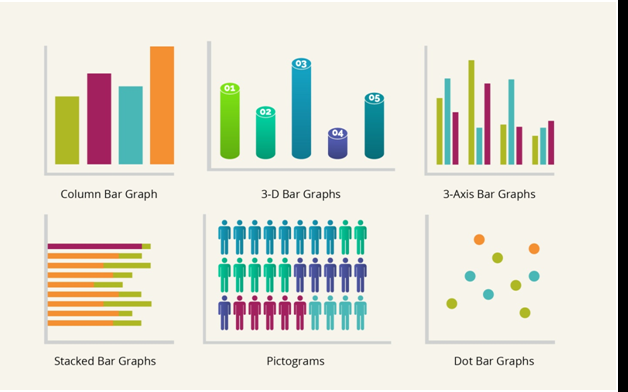 01
02
03
04
05
Column Bar Graph
3-D Bar Graphs
3-Axis Bar Graphs
Stacked Bar Graphs
Pictograms
Dot Bar Graphs